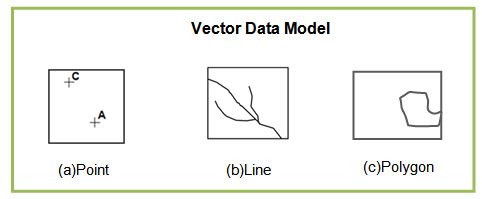 Vector Data Model
C
A
(a)Point
(b)Line
(c)Polygon